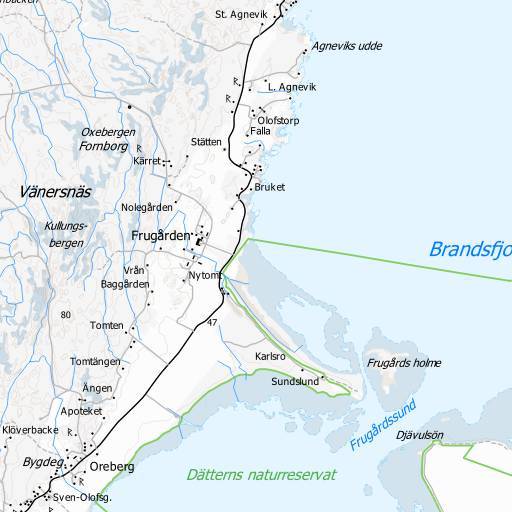 St. Agnevik
Agneviks udde
L. Agnevik
R
R
Olofstorp
Falla
Oxebergen
Fornborg
Stätten
Kärret
Vänersnäs
Bruket
Nolegården
Kullungs-
bergen
Frugården
Brandsfjo
Vrån
Nytomt
Baggården
80
47
Tomten
Karlsro
Tomtängen
Frugårds holme
Sundslund
Ängen
Apoteket
Frugårdssund
Klöverbacke
R
Djävulsön
Bygdeg
Oreberg
R
Dätterns naturreservat
Sven-Olofsg.